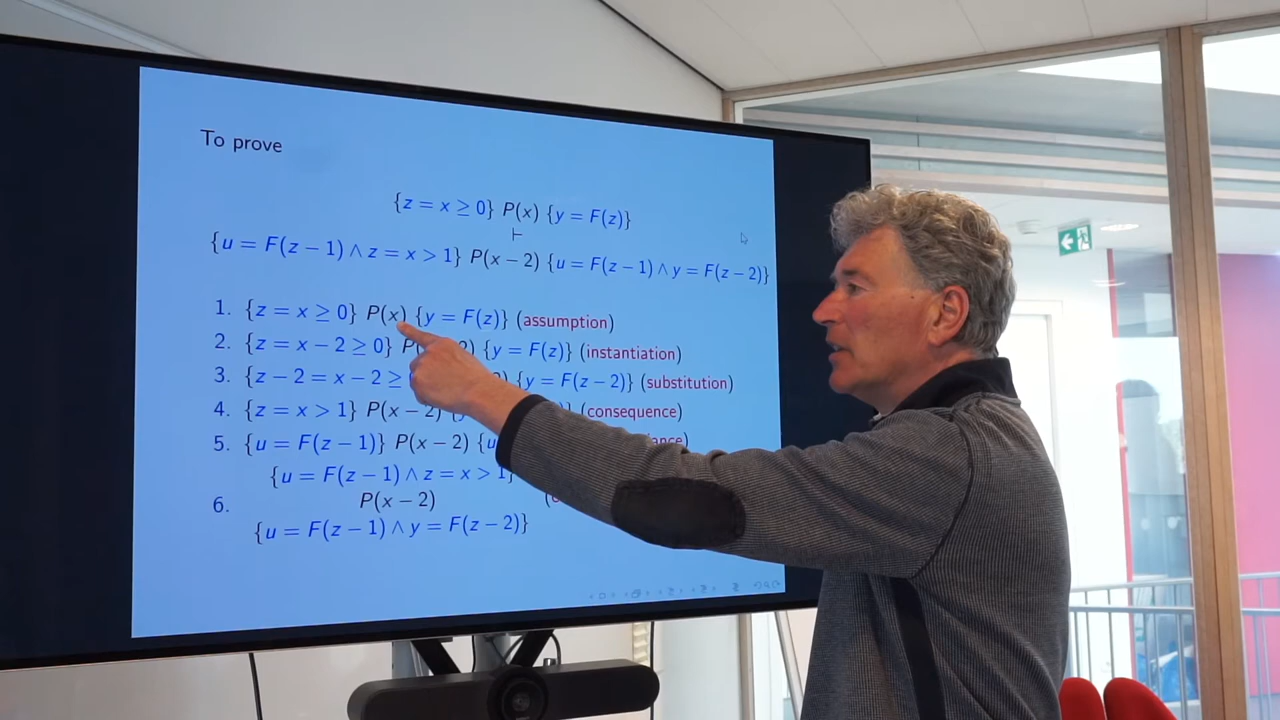 To prove
{z = x ≥ 0} P(x) {y = F(z)}
⊢
{u = F(z − 1) ∧ z = x > 1} P(x − 2) {u = F(z − 1) ∧ y = F(z − 2)}
1. {z = x ≥ 0} P(x) {y = F(z)} (assumption)
2. {z = x − 2 ≥ 0} {y = F(z)} (instantiation)
3. {z − 2 = x − 2 ≥ {y = F(z − 2)} (substitution)
4. {z = x > 1} P(x − 2) (consequence)
5. {u = F(z − 1)} P(x − 2) {u
{u = F(z − 1) ∧ z = x > 1}
6. P(x − 2)
{u = F(z − 1) ∧ y = F(z − 2)}